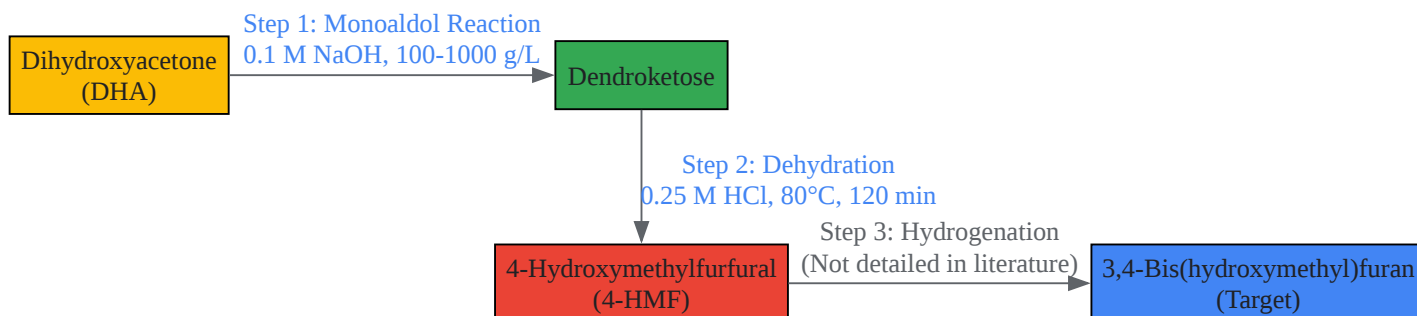 Step 1: Monoaldol Reaction
0.1 M NaOH, 100-1000 g/L
Dihydroxyacetone
(DHA)
Dendroketose
Step 2: Dehydration
0.25 M HCl, 80°C, 120 min
4-Hydroxymethylfurfural
(4-HMF)
Step 3: Hydrogenation
(Not detailed in literature)
3,4-Bis(hydroxymethyl)furan
(Target)